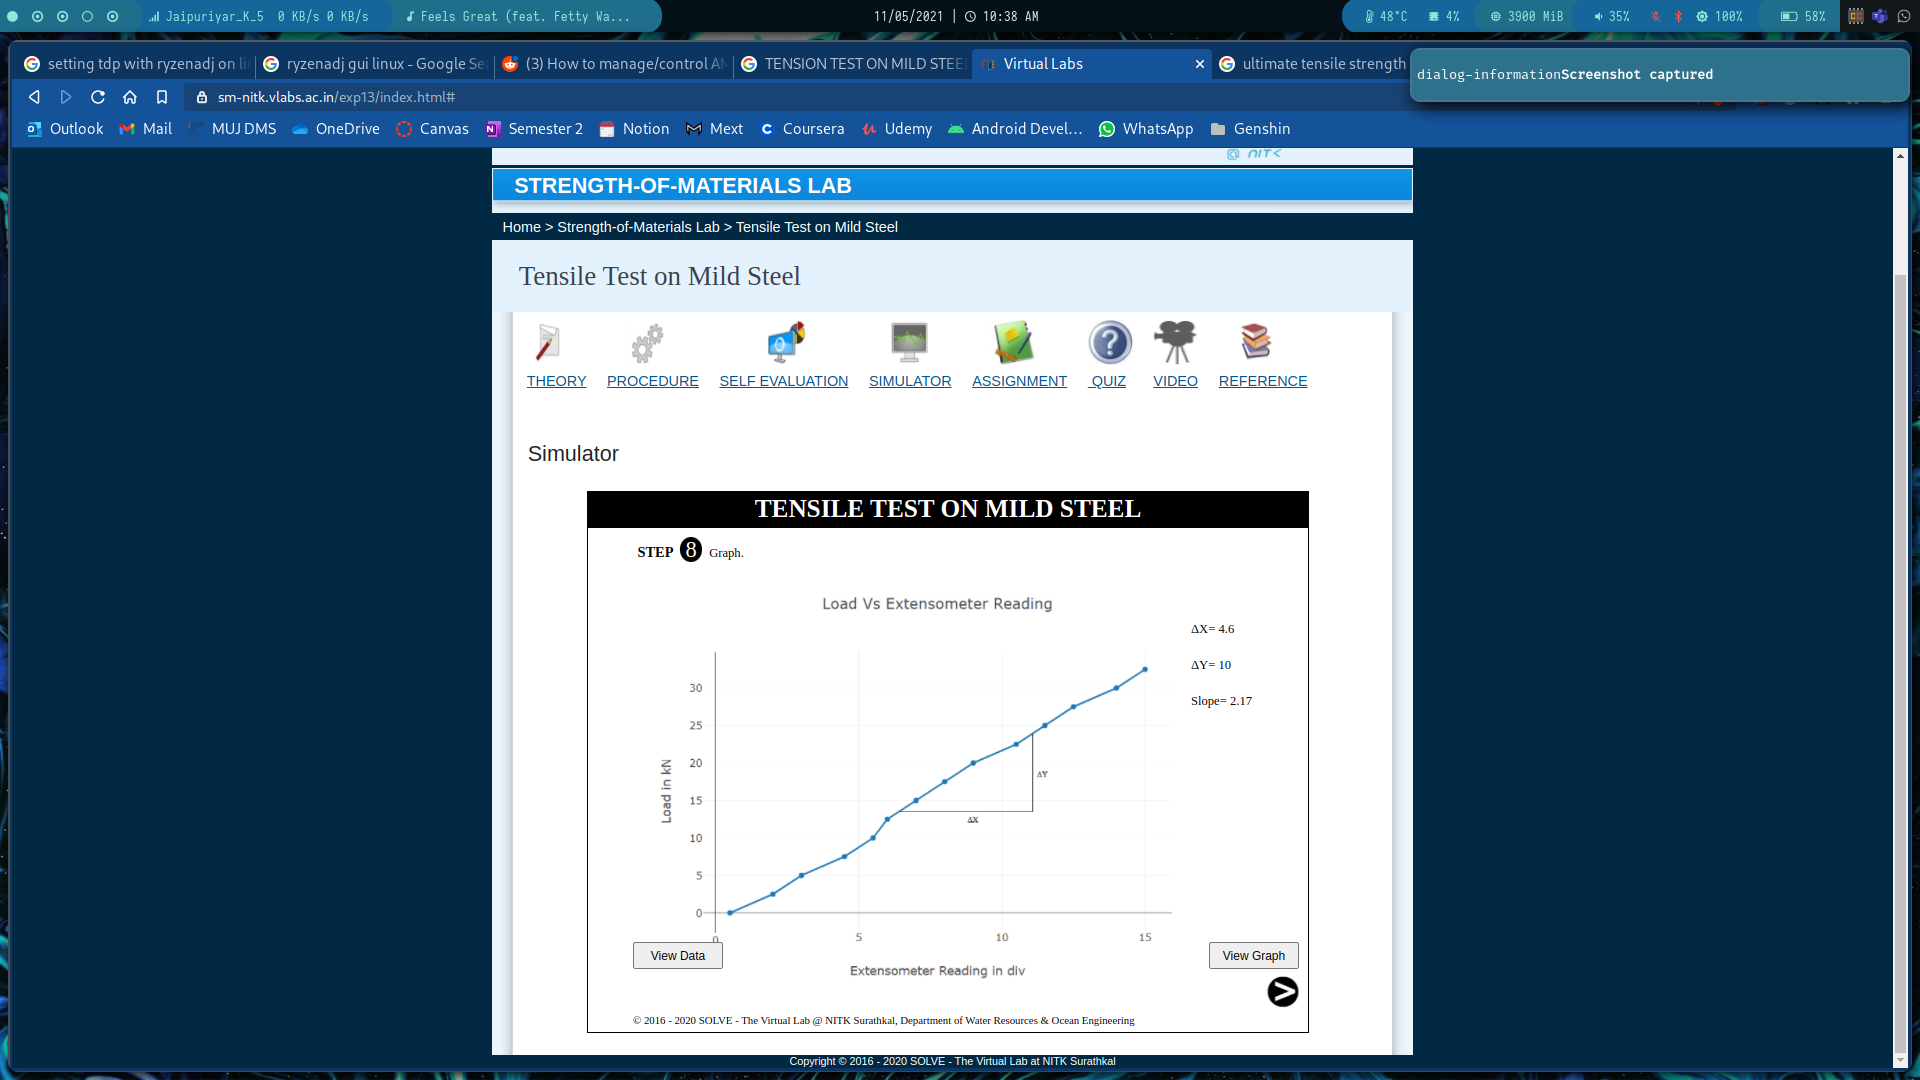 Jaipuriyar_K_5 0 KB/s 0 KB/s
Feels Great (feat. Fetty Wa...
11/05/2021 | 10:38 AM
48°C 4% 3900 MiB 35% 100% 58%
setting tdp with ryzenadj on li
ryzenadj gui linux - Google Se
(3) How to manage/control AM
TENSION TEST ON MILD STEEL
Virtual Labs
ultimate tensile strength
dialog-informationScreenshot captured
sm-nitk.vlabs.ac.in/exp13/index.html#
Outlook Mail MUJ DMS OneDrive Canvas Semester 2 Notion Mext Coursera Udemy Android Devel... WhatsApp Genshin
@ NITK
STRENGTH-OF-MATERIALS LAB
Home > Strength-of-Materials Lab > Tensile Test on Mild Steel
Tensile Test on Mild Steel
THEORY PROCEDURE SELF EVALUATION SIMULATOR ASSIGNMENT QUIZ VIDEO REFERENCE
Simulator
TENSILE TEST ON MILD STEEL
STEP 8 Graph.
Load Vs Extensometer Reading
ΔX= 4.6
ΔY= 10
Slope= 2.17
30
25
20
15
10
5
0
Load in kN
ΔY
ΔX
0 5 10 15
Extensometer Reading in div
View Data
View Graph
© 2016 - 2020 SOLVE - The Virtual Lab @ NITK Surathkal, Department of Water Resources & Ocean Engineering
Copyright © 2016 - 2020 SOLVE - The Virtual Lab at NITK Surathkal